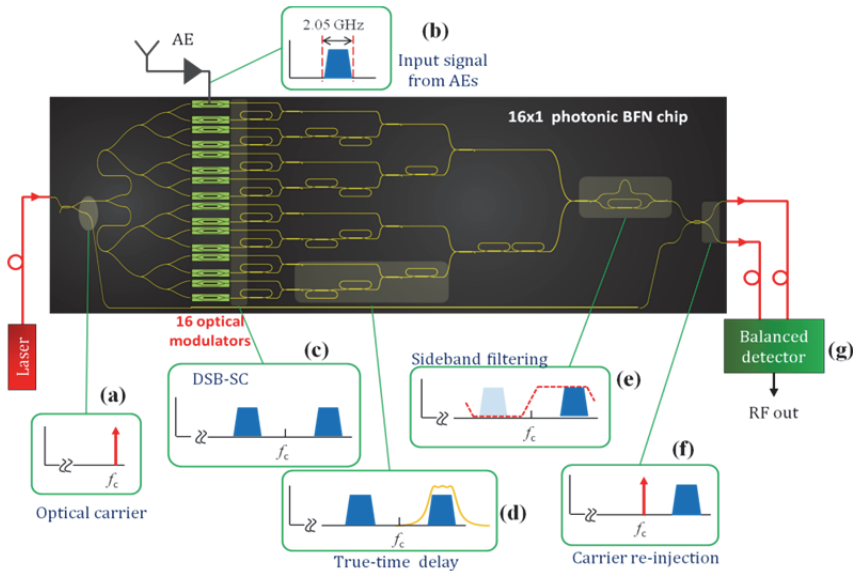 AE
2.05 GHz
(b)
Input signal
from AEs
16x1 photonic BFN chip
Laser
16 optical
modulators
(a)
f_c
Optical carrier
(c)
DSB-SC
f_c
(d)
f_c
True-time delay
Sideband filtering
(e)
f_c
(f)
f_c
Carrier re-injection
Balanced
detector
(g)
RF out